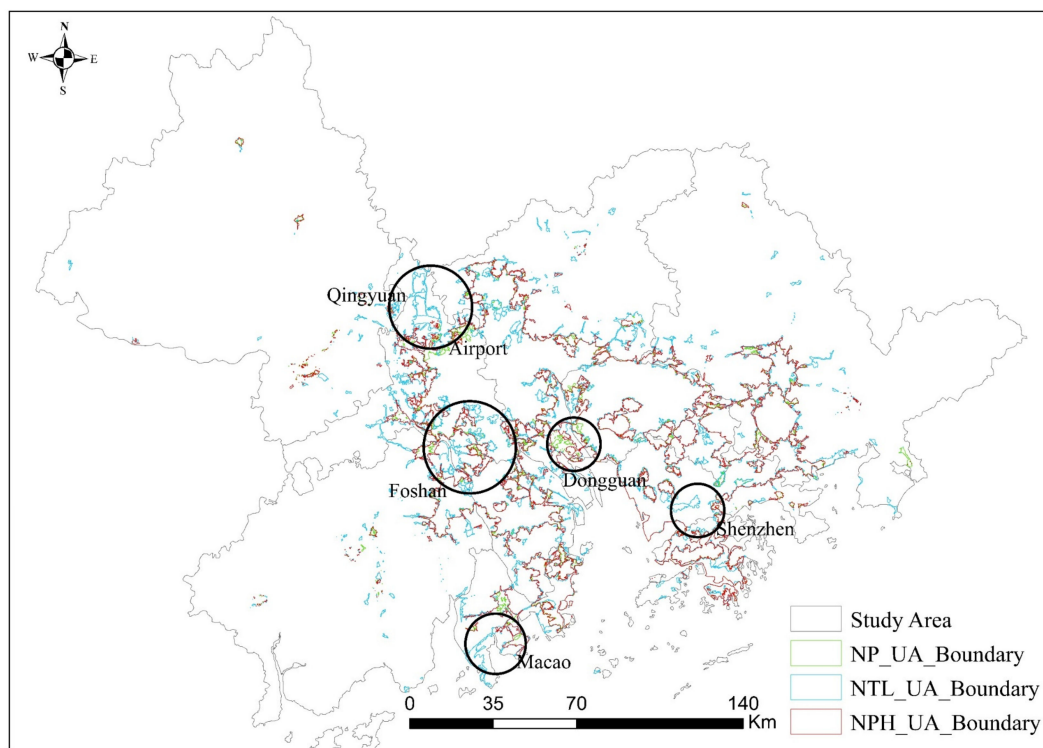 N
W E
S
Qingyuan
Airport
Foshan
Dongguan
Shenzhen
Macao
Study Area
NP_UA_Boundary
NTL_UA_Boundary
NPH_UA_Boundary
0 35 70 140
Km